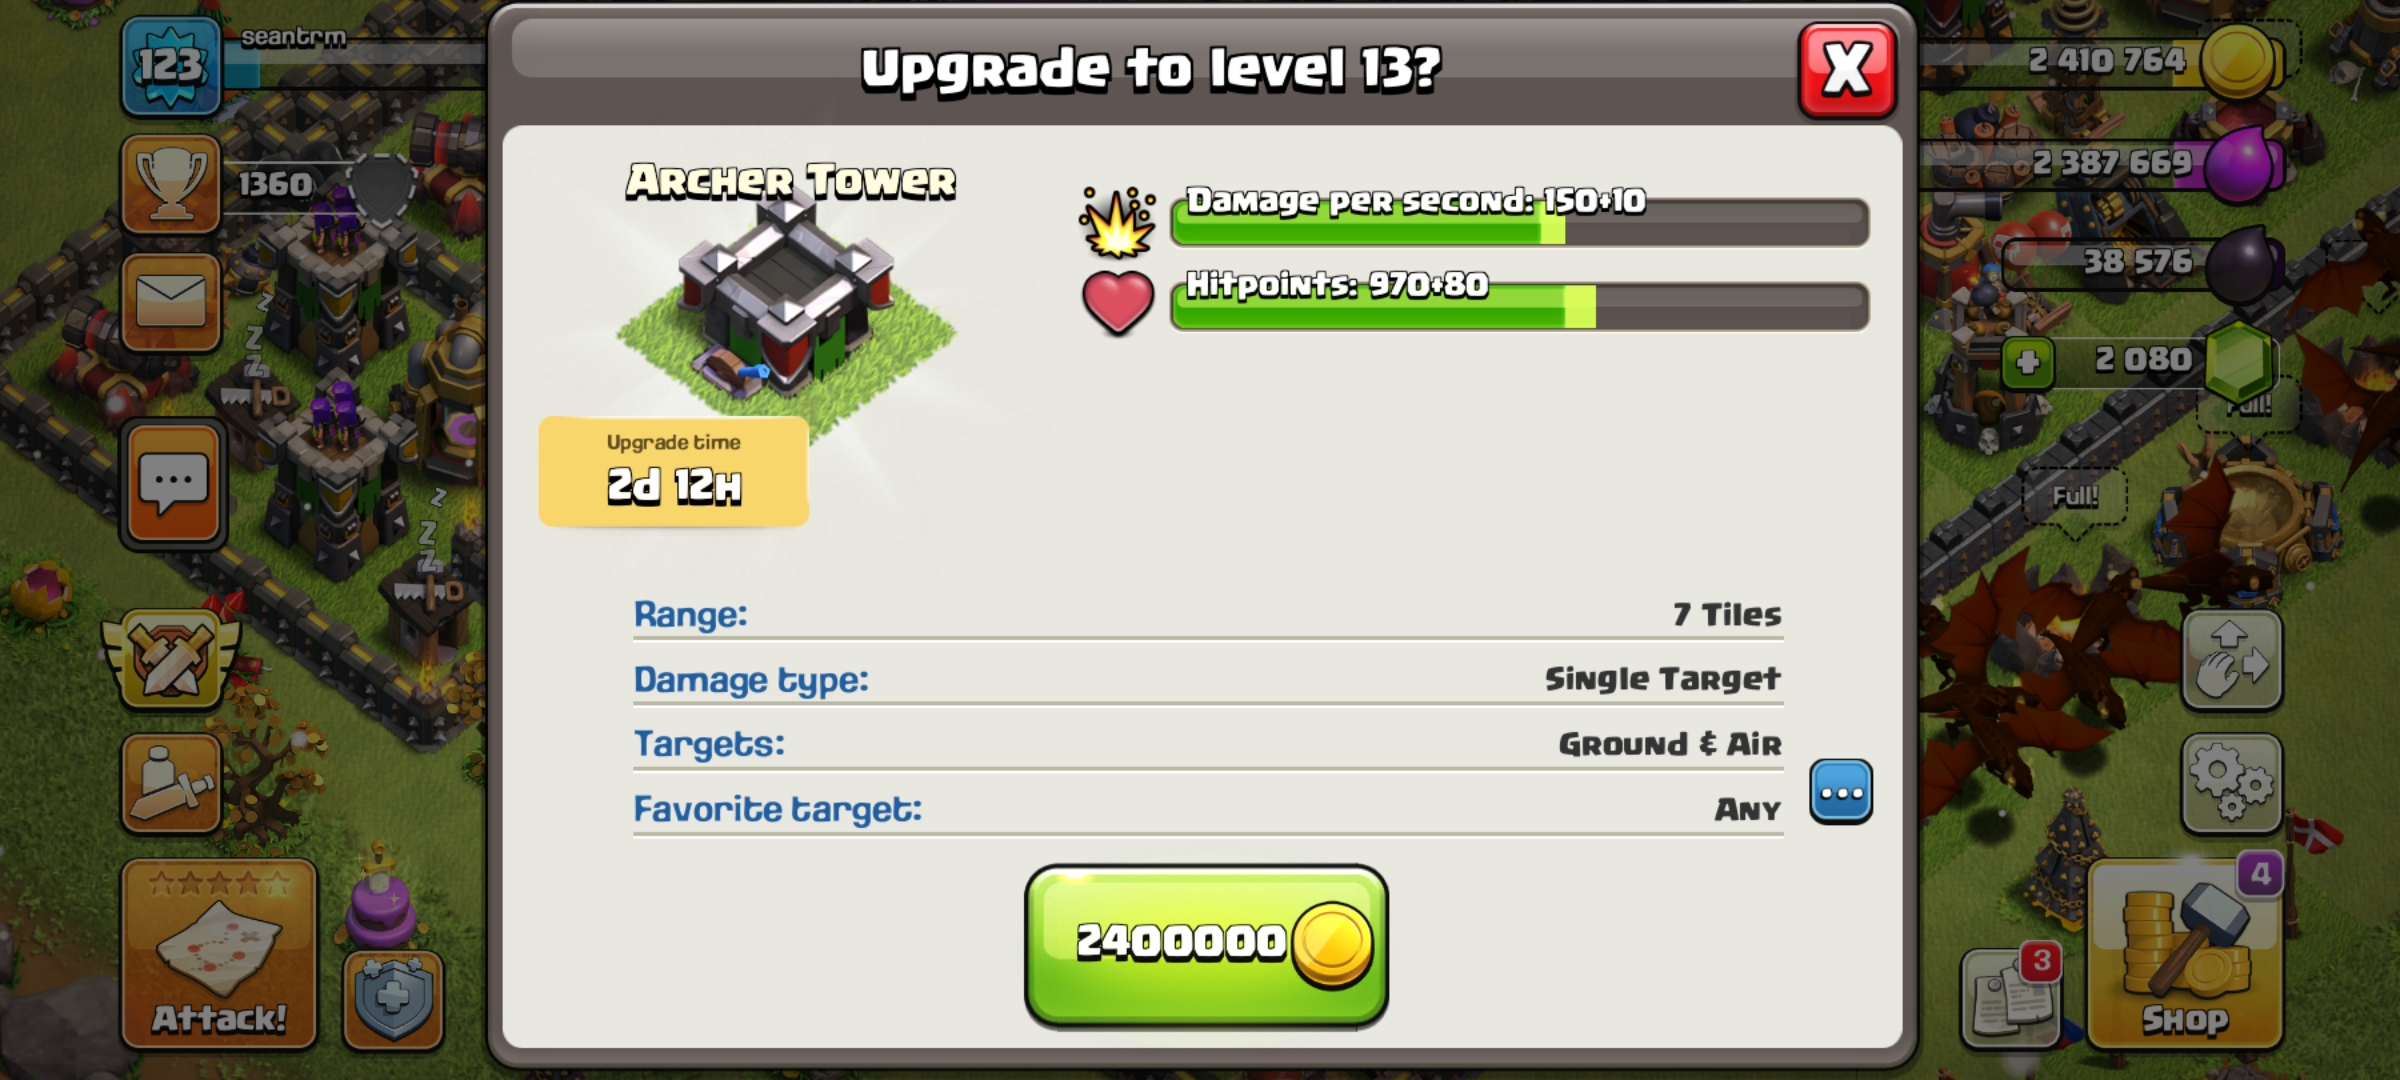 123
seantrm
1360
Attack!
Upgrade to level 13?
X
Archer Tower
Upgrade time
2d 12H
Damage per second: 150+10
Hitpoints: 970+80
Range: 7 Tiles
Damage type: Single Target
Targets: Ground & Air
Favorite target: Any
2400000
2 410 764
2 387 669
38 576
2 080
Full!
Full!
4
3
Shop
z
Z
Z
z
Z
Z